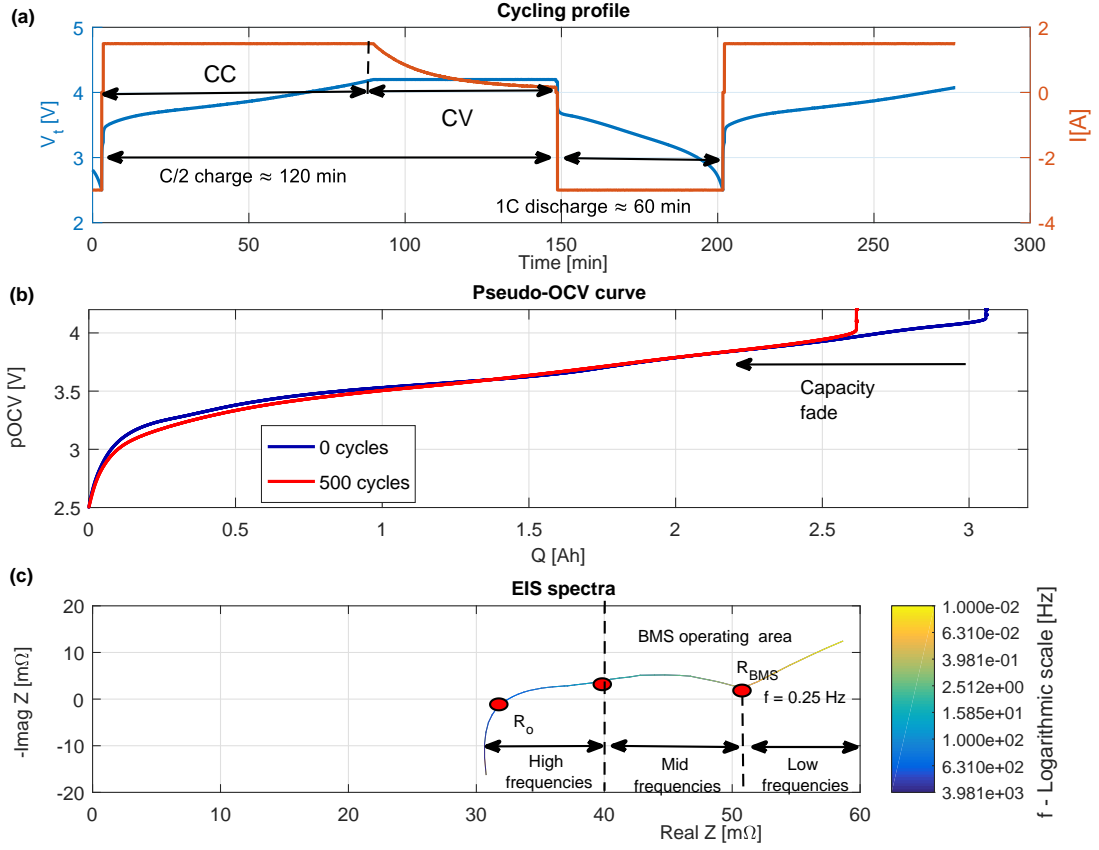 (a)
Cycling profile
5
4
3
2
V_t [V]
CC
CV
C/2 charge ≈ 120 min
1C discharge ≈ 60 min
2
0
-2
-4
I[A]
0 50 100 150 200 250 300
Time [min]
(b)
Pseudo-OCV curve
4
3.5
3
2.5
pOCV [V]
Capacity
fade
0 cycles
500 cycles
0 0.5 1 1.5 2 2.5 3
Q [Ah]
(c)
EIS spectra
20
10
0
-10
-20
-Imag Z [mΩ]
BMS operating area
R_BMS
f = 0.25 Hz
R_o
High
frequencies
Mid
frequencies
Low
frequencies
0 10 20 30 40 50 60
Real Z [mΩ]
1.000e-02
6.310e-02
3.981e-01
2.512e+00
1.585e+01
1.000e+02
6.310e+02
3.981e+03
f - Logarithmic scale [Hz]